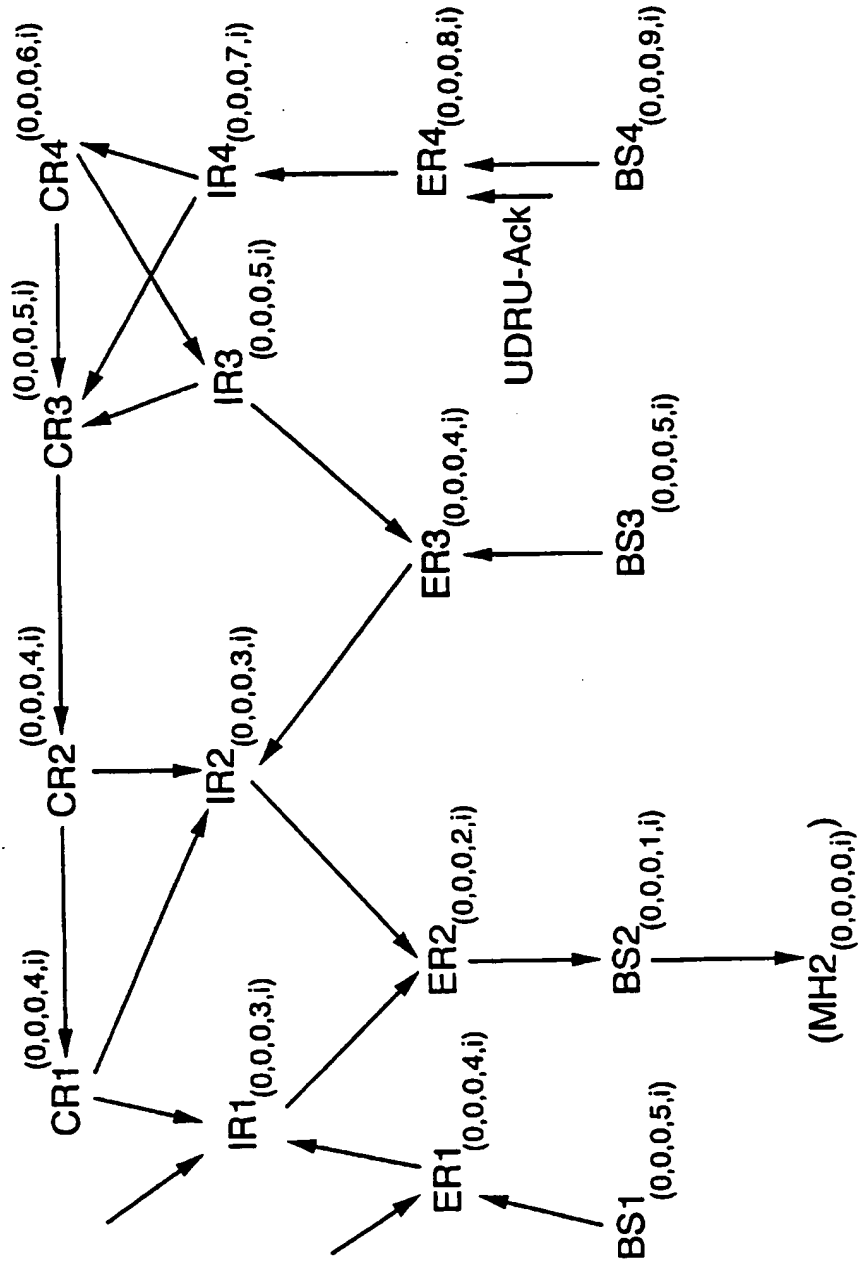 CR1(0,0,0,4,i)
CR2(0,0,0,4,i)
CR3(0,0,0,5,i)
CR4(0,0,0,6,i)
IR1(0,0,0,3,i)
IR2(0,0,0,3,i)
IR3(0,0,0,5,i)
IR4(0,0,0,7,i)
ER1(0,0,0,4,i)
ER2(0,0,0,2,i)
ER3(0,0,0,4,i)
ER4(0,0,0,8,i)
UDRU-Ack
BS1(0,0,0,5,i)
BS2(0,0,0,1,i)
BS3(0,0,0,5,i)
BS4(0,0,0,9,i)
(MH2(0,0,0,0,i))